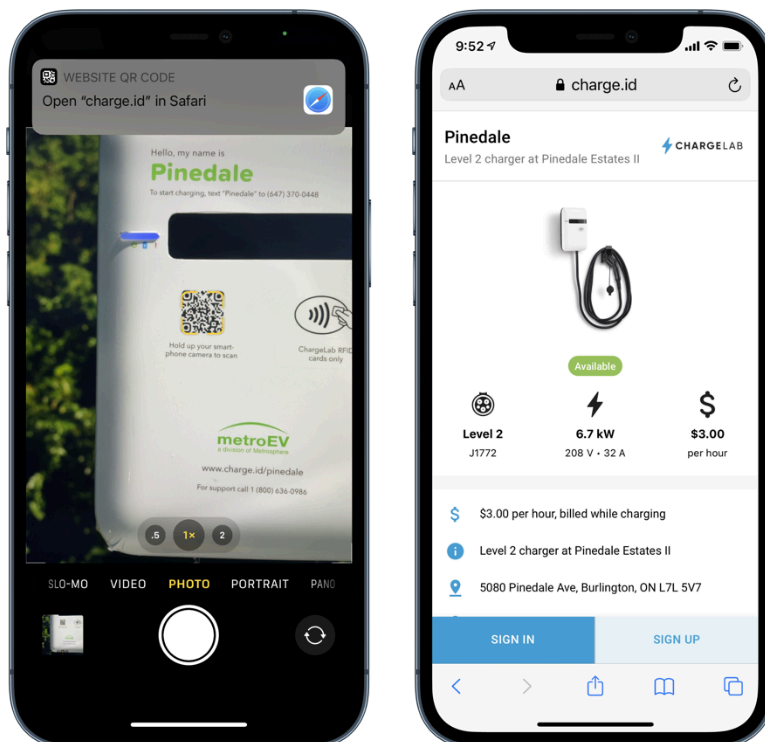 WEBSITE QR CODE
Open “charge.id” in Safari
Hello, my name is
Pinedale
To start charging, text "Pinedale" to (647) 370-0448
Hold up your smart-
phone camera to scan
ChargeLab RFID
cards only
metroEV
a division of Metrosphere
www.charge.id/pinedale
For support call 1 (800) 636-0986
.5
1×
2
SLO-MO
VIDEO
PHOTO
PORTRAIT
PANO
9:52
AA
charge.id
Pinedale
Level 2 charger at Pinedale Estates II
CHARGELAB
Available
Level 2
J1772
6.7 kW
208 V • 32 A
$3.00
per hour
$3.00 per hour, billed while charging
Level 2 charger at Pinedale Estates II
5080 Pinedale Ave, Burlington, ON L7L 5V7
SIGN IN
SIGN UP